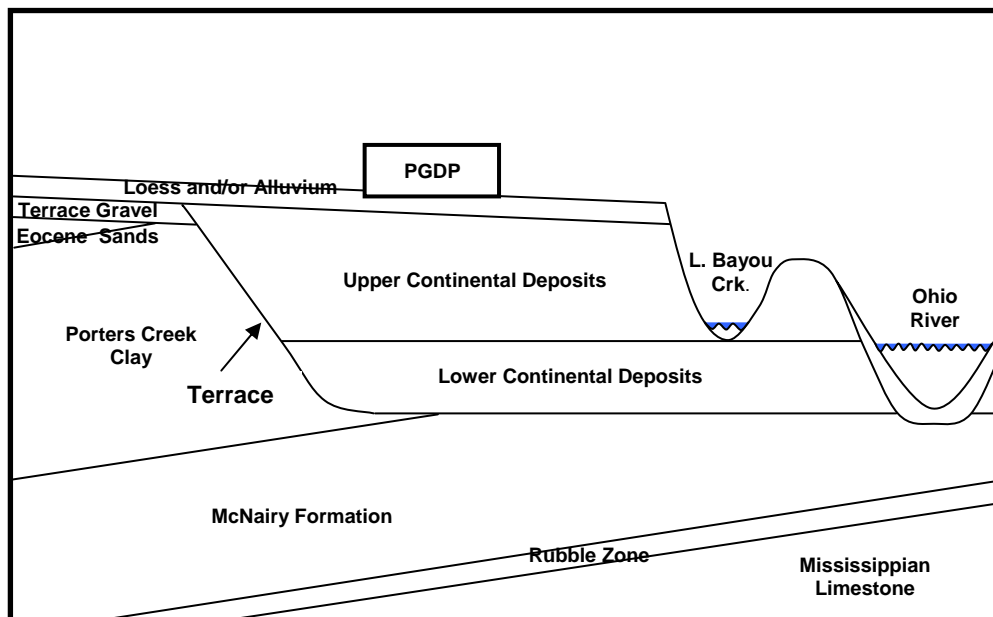 PGDP
Loess and/or Alluvium
Terrace Gravel
Eocene Sands
L. Bayou
Crk.
Upper Continental Deposits
Ohio
River
Porters Creek
Clay
Terrace
Lower Continental Deposits
McNairy Formation
Rubble Zone
Mississippian
Limestone